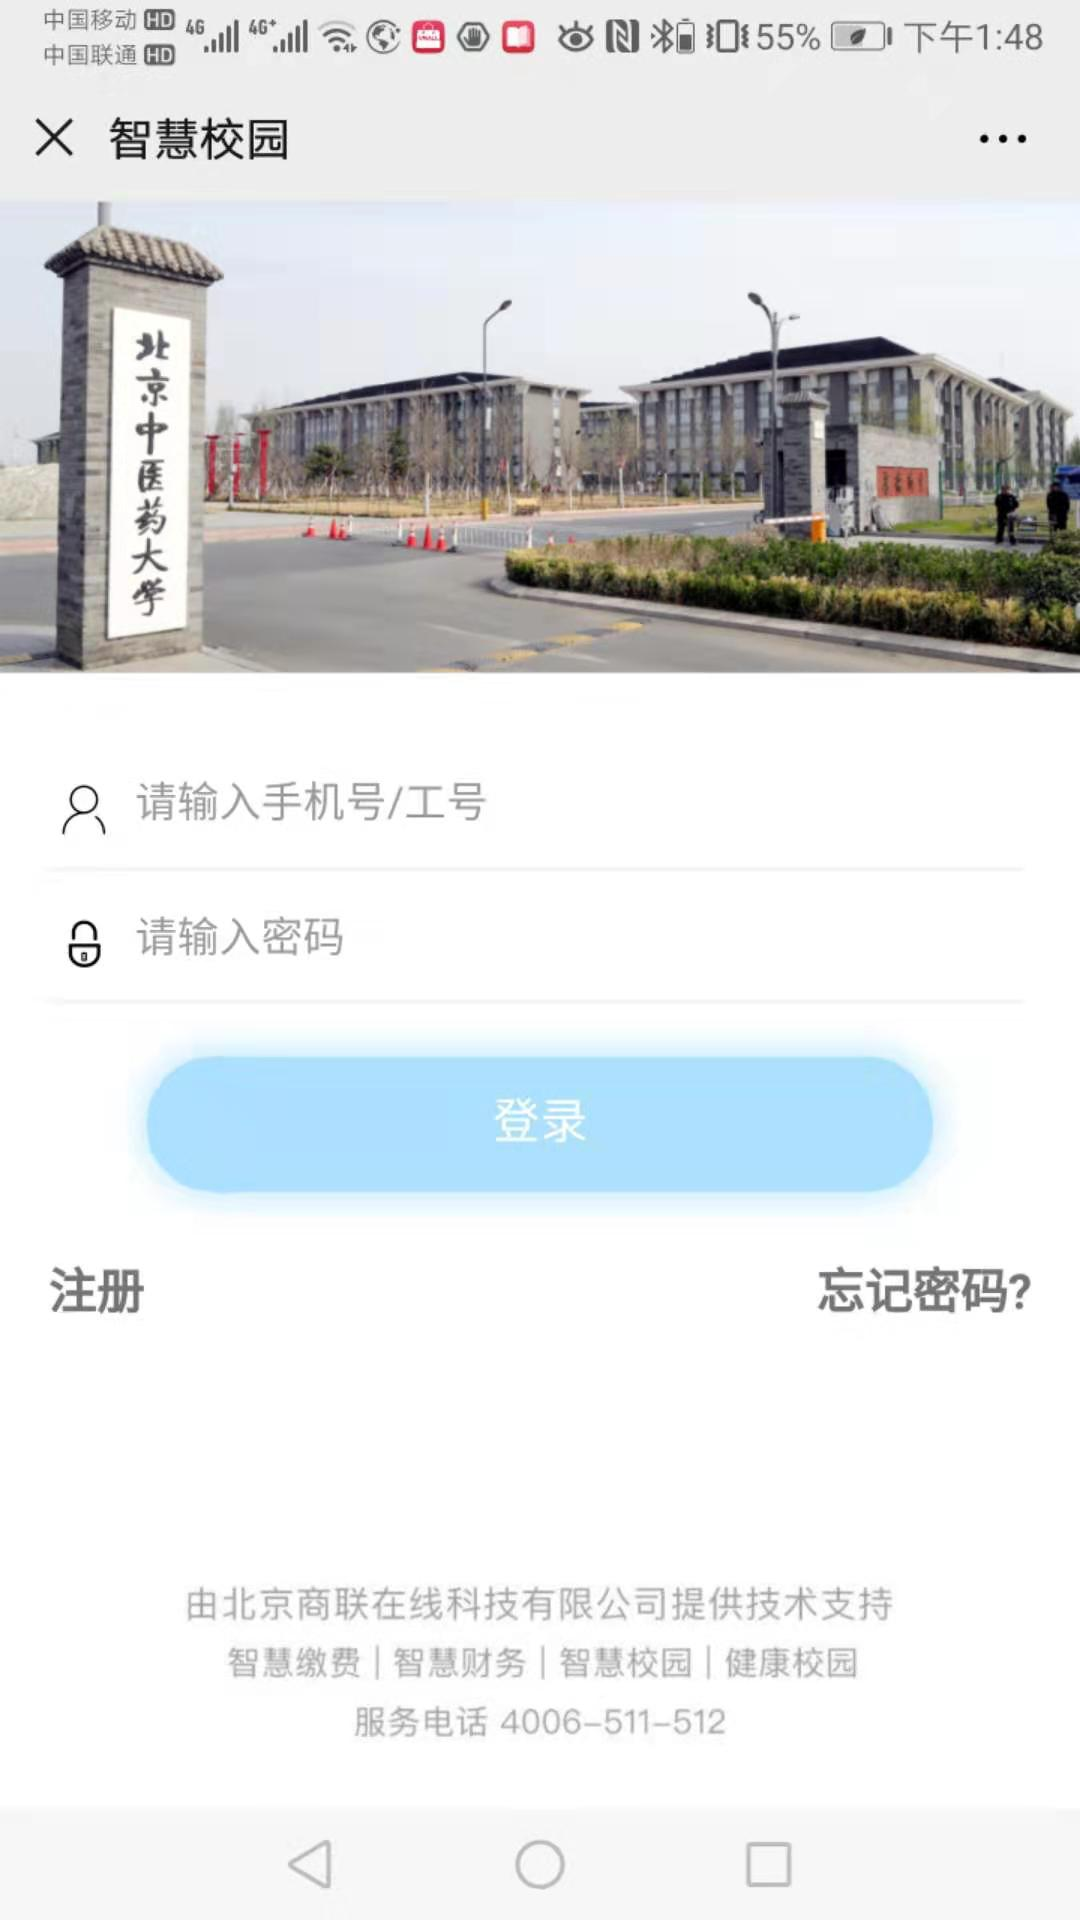 中国移动 HD 4G 4G+ 55% 下午1:48
中国联通 HD
智慧校园
北京中医药大学
请输入手机号/工号
请输入密码
登录
注册 忘记密码?
由北京商联在线科技有限公司提供技术支持
智慧缴费|智慧财务|智慧校园|健康校园
服务电话 4006-511-512